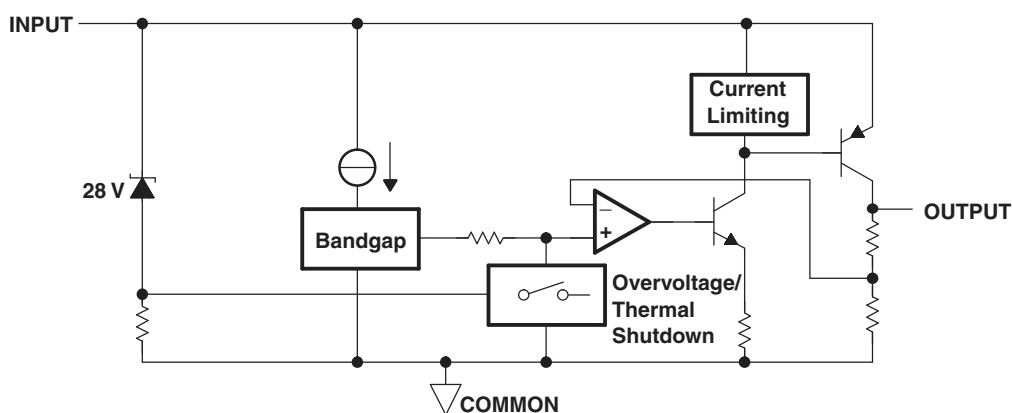 INPUT
Current
Limiting
28 V
OUTPUT
–
+
Bandgap
Overvoltage/
Thermal
Shutdown
COMMON